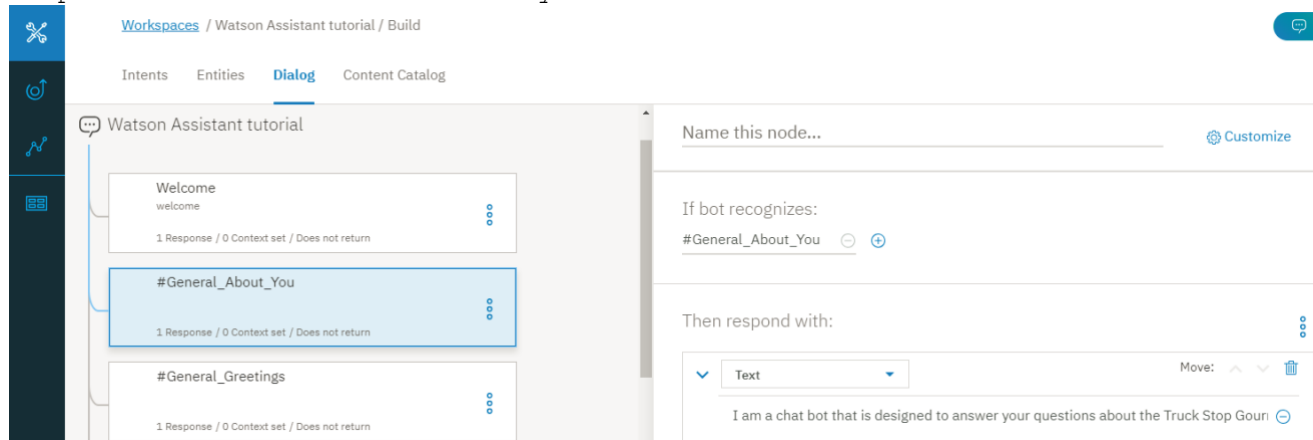 Workspaces / Watson Assistant tutorial / Build
Intents Entities Dialog Content Catalog
Watson Assistant tutorial
Welcome
welcome
1 Response / 0 Context set / Does not return
#General_About_You
1 Response / 0 Context set / Does not return
#General_Greetings
1 Response / 0 Context set / Does not return
Name this node...
Customize
If bot recognizes:
#General_About_You
Then respond with:
Text
Move:
I am a chat bot that is designed to answer your questions about the Truck Stop Gour